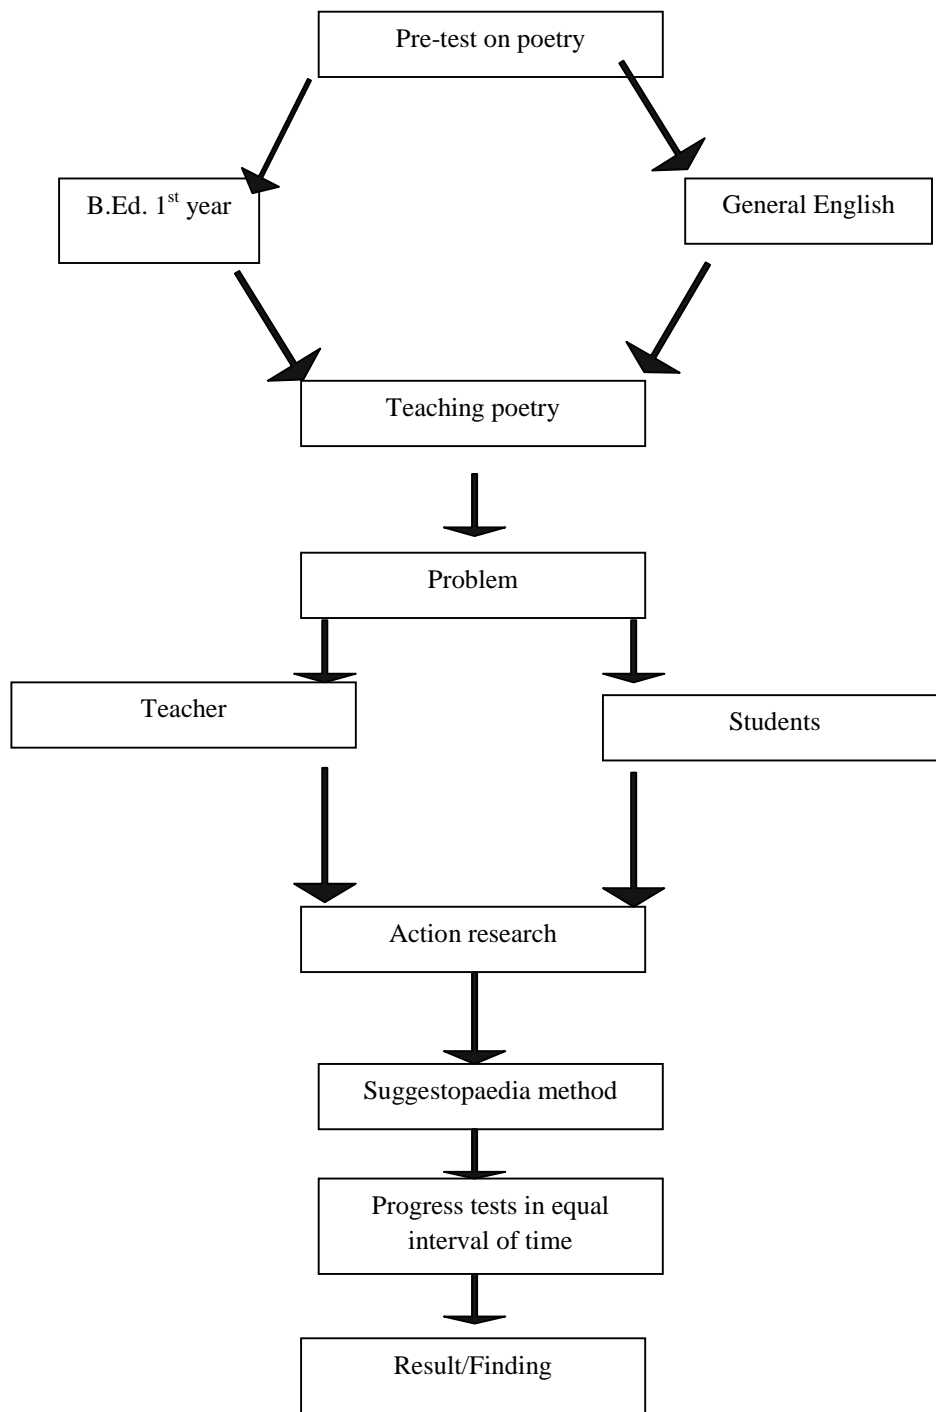 Pre-test on poetry
B.Ed. 1st year
General English
Teaching poetry
Problem
Teacher
Students
Action research
Suggestopaedia method
Progress tests in equal
interval of time
Result/Finding